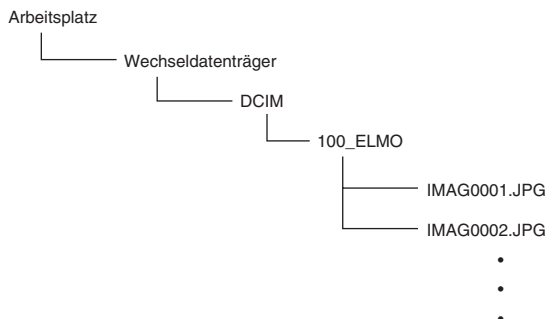 Arbeitsplatz
Wechseldatenträger
DCIM
100_ELMO
IMAG0001.JPG
IMAG0002.JPG
•
•
•